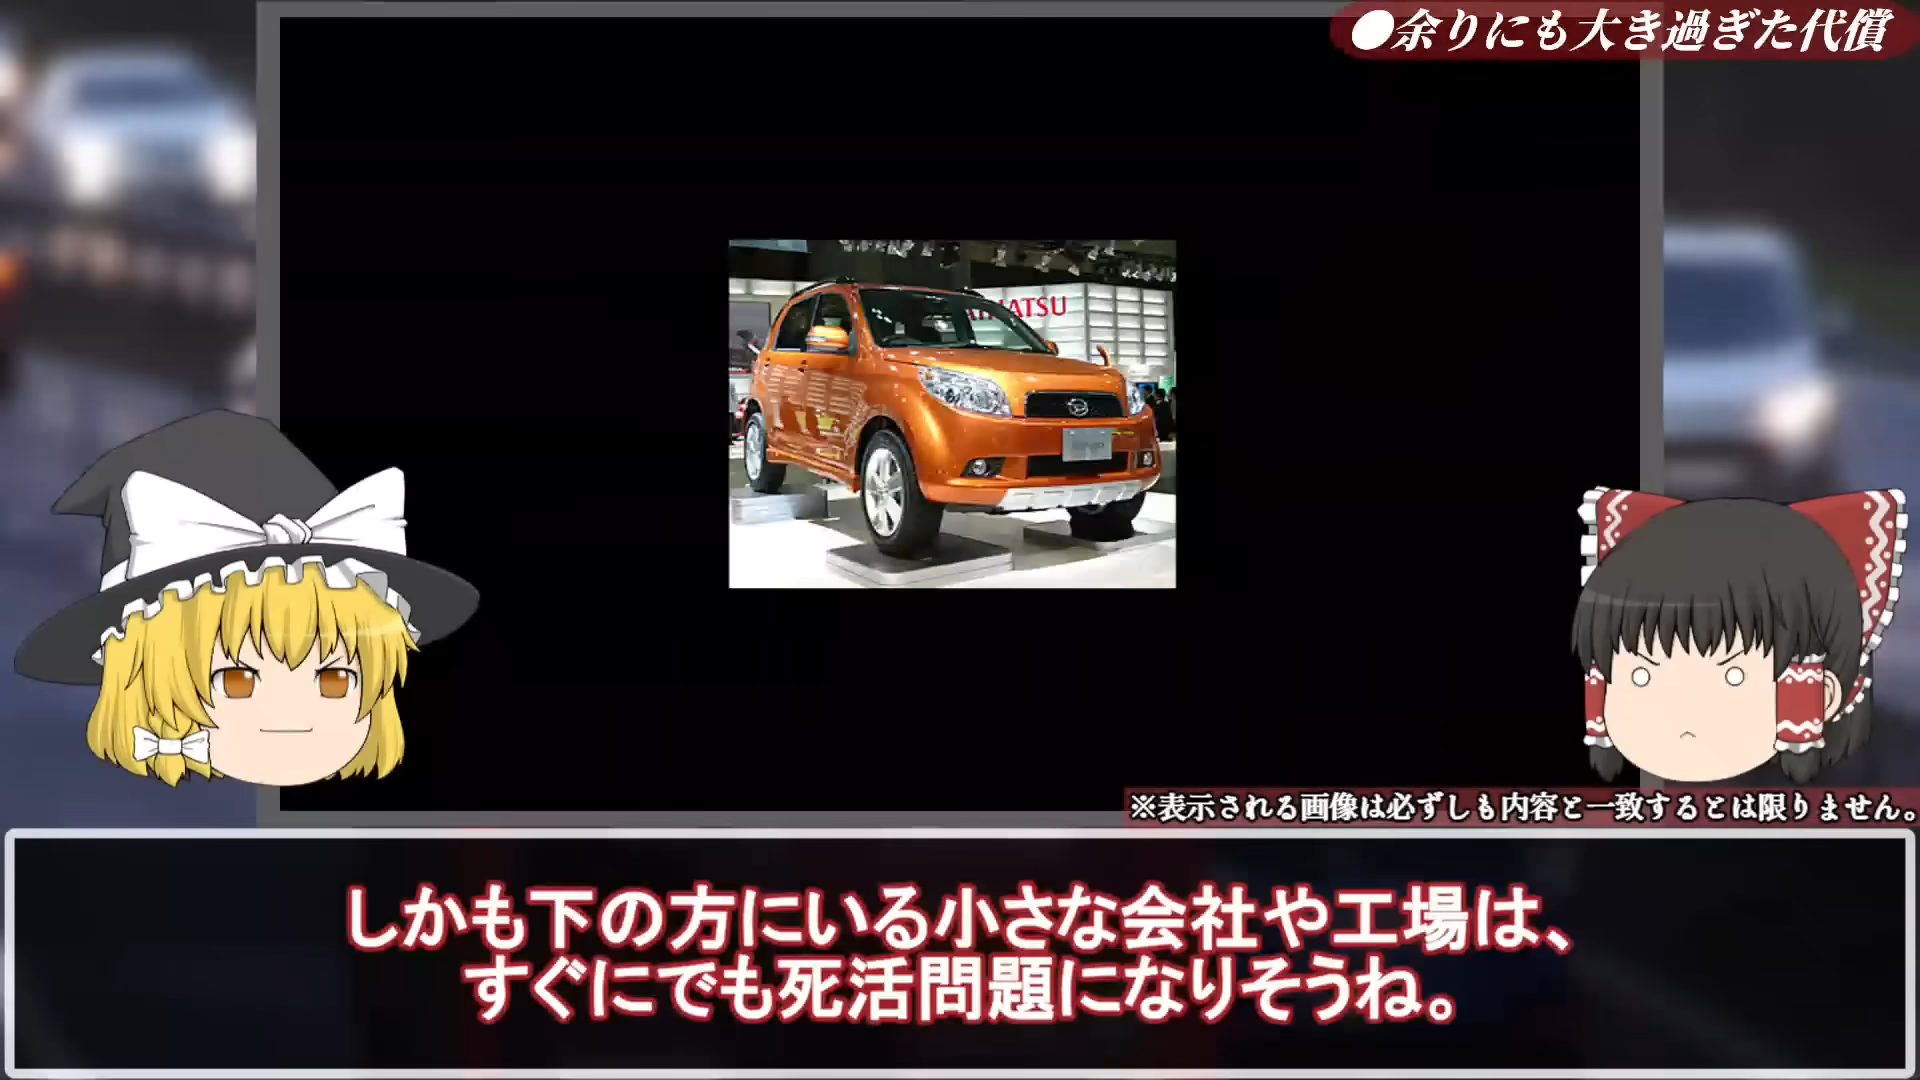 ●余りにも大き過ぎた代償
AIHATSU
※表示される画像は必ずしも内容と一致するとは限りません。
しかも下の方にいる小さな会社や工場は、
すぐにでも死活問題になりそうね。